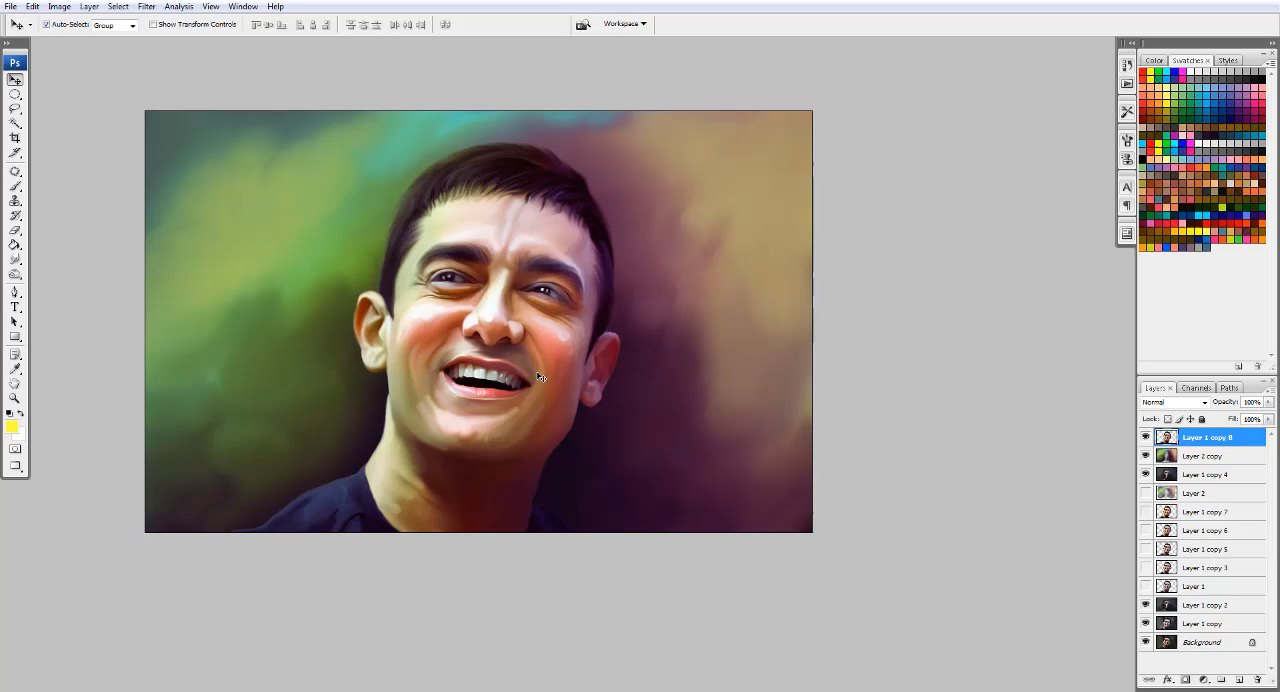 File Edit Image Layer Select Filter Analysis View Window Help
Auto-Select: Group Show Transform Controls Workspace
Ps
T
A
Color Swatches Styles
Layers Channels Paths
Normal Opacity: 100%
Lock: Fill: 100%
Layer 1 copy 8
Layer 2 copy
Layer 1 copy 4
Layer 2
Layer 1 copy 7
Layer 1 copy 6
Layer 1 copy 5
Layer 1 copy 3
Layer 1
Layer 1 copy 2
Layer 1 copy
Background
fx